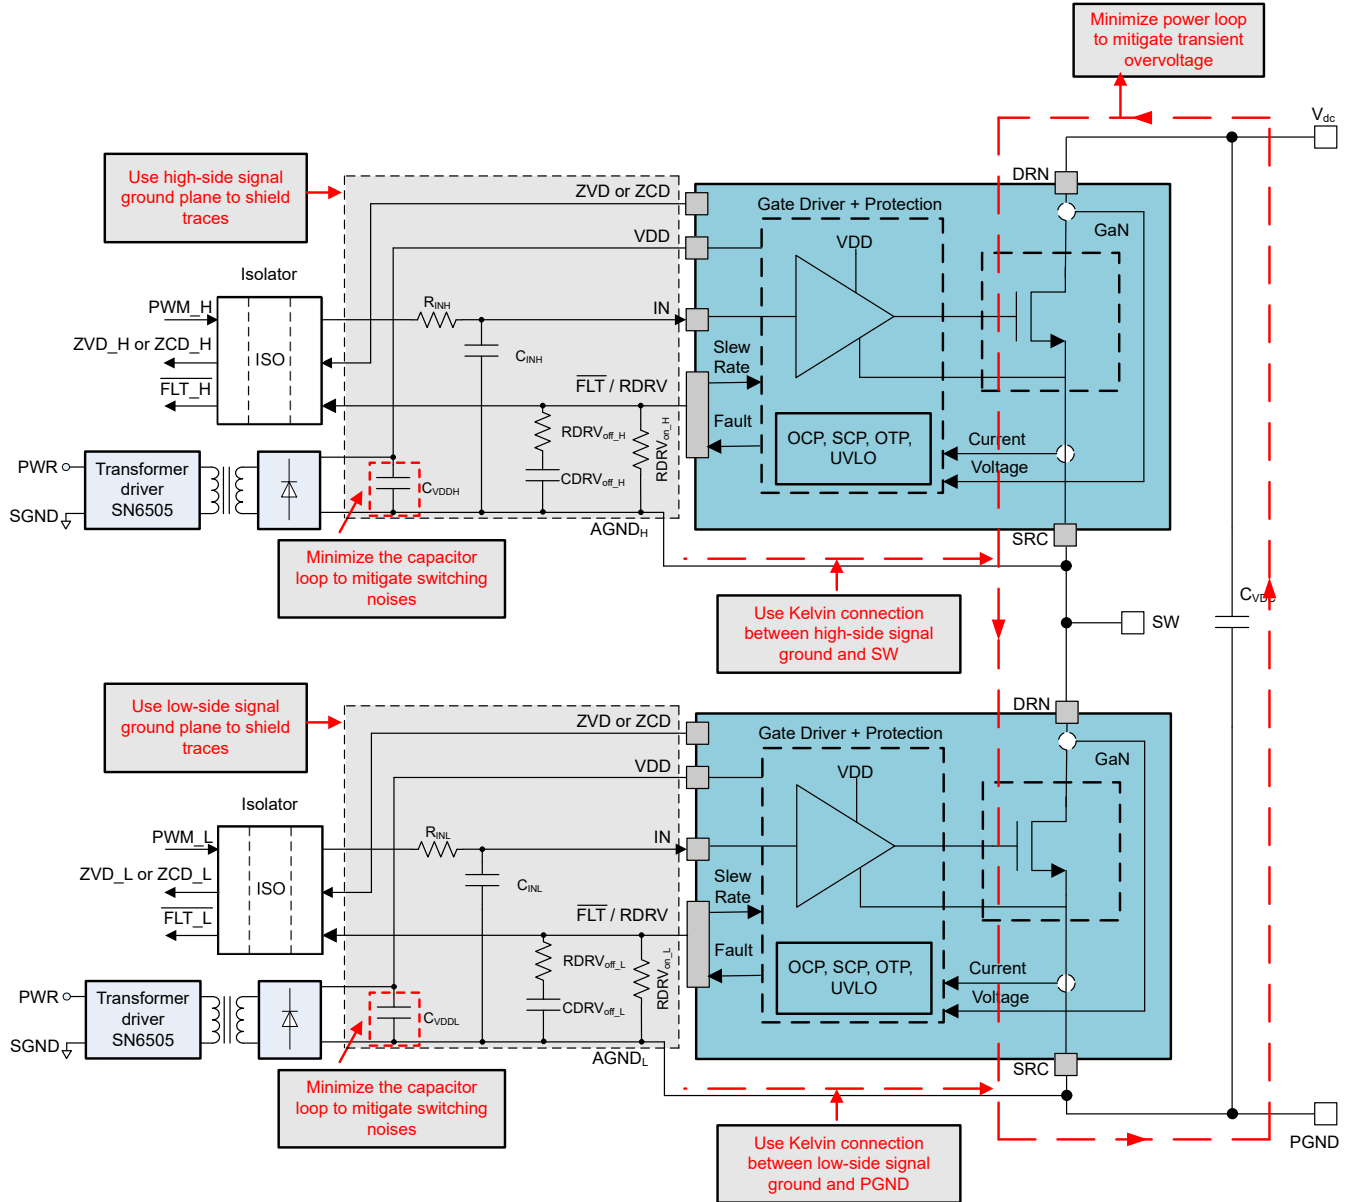 Minimize power loop
to mitigate transient
overvoltage
Vdc
Use high-side signal
ground plane to shield
traces
ZVD or ZCD
DRN
Gate Driver + Protection
GaN
VDD
VDD
Isolator
PWM_H
RINH
IN
ZVD_H or ZCD_H
ISO
CINH
Slew
Rate
FLT_H
FLT / RDRV
RDRVoff_H
RDRVon_H
Fault
OCP, SCP, OTP,
UVLO
Current
Voltage
PWR
Transformer
driver
SN6505
CDRVoff_H
CVDDH
SGND
AGNDH
SRC
Minimize the capacitor
loop to mitigate switching
noises
Use Kelvin connection
between high-side signal
ground and SW
SW
CVDC
Use low-side signal
ground plane to shield
traces
ZVD or ZCD
DRN
Gate Driver + Protection
GaN
VDD
VDD
Isolator
PWM_L
RINL
IN
ZVD_L or ZCD_L
ISO
CINL
Slew
Rate
FLT_L
FLT / RDRV
RDRVoff_L
RDRVon_L
Fault
OCP, SCP, OTP,
UVLO
Current
Voltage
PWR
Transformer
driver
SN6505
CDRVoff_L
CVDDL
SGND
AGNDL
SRC
Minimize the capacitor
loop to mitigate switching
noises
Use Kelvin connection
between low-side signal
ground and PGND
PGND